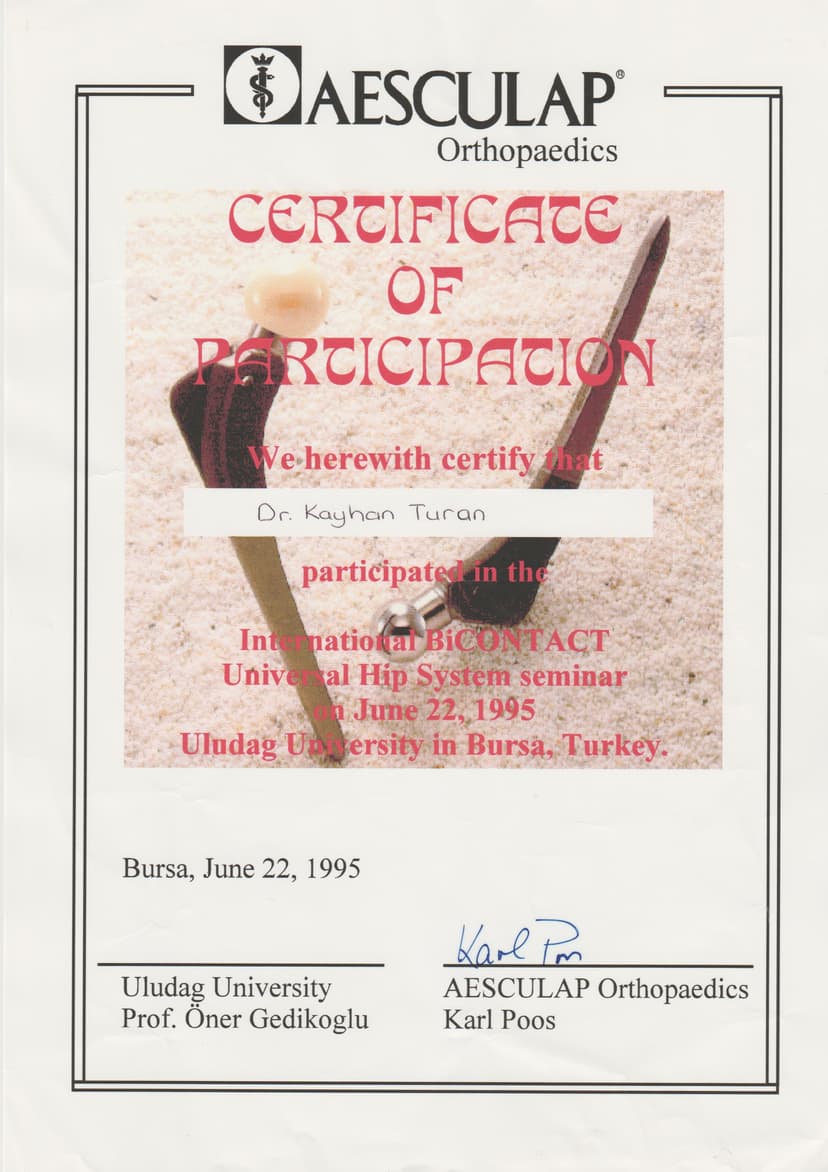 AESCULAP®
Orthopaedics
CERTIFICATE
OF
PARTICIPATION
We herewith certify that
Dr. Kayhan Turan
participated in the
International BiCONTACT
Universal Hip System seminar
on June 22, 1995
Uludag University in Bursa, Turkey.
Bursa, June 22, 1995
Karl Poos
Uludag University
Prof. Öner Gedikoglu
AESCULAP Orthopaedics
Karl Poos